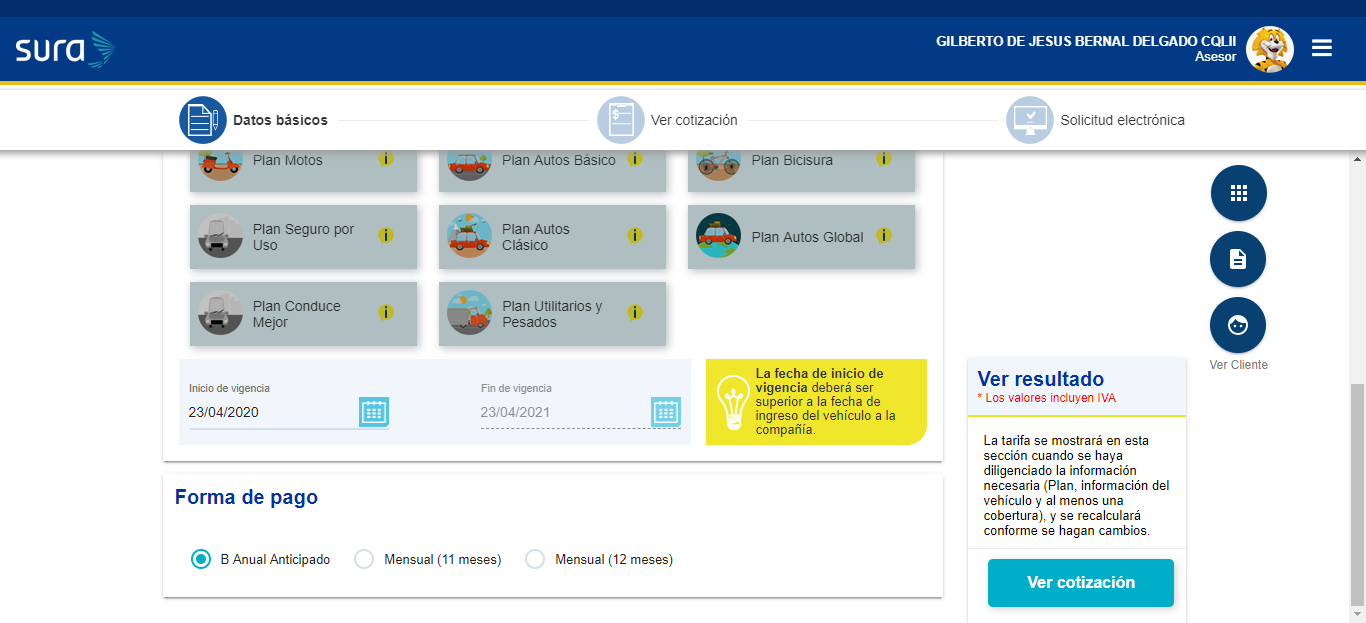 sura
GILBERTO DE JESUS BERNAL DELGADO CQLII
Asesor
Datos básicos
Ver cotización
Solicitud electrónica
Plan Motos
i
Plan Autos Básico
i
Plan Bicisura
i
Plan Seguro por
Uso
i
Plan Autos
Clásico
i
Plan Autos Global
i
Plan Conduce
Mejor
i
Plan Utilitarios y
Pesados
i
Ver Cliente
Inicio de vigencia
23/04/2020
Fin de vigencia
23/04/2021
La fecha de inicio de
vigencia deberá ser
superior a la fecha de
ingreso del vehículo a la
compañía.
Ver resultado
* Los valores incluyen IVA
La tarifa se mostrará en esta
sección cuando se haya
diligenciado la información
necesaria (Plan, información del
vehículo y al menos una
cobertura), y se recalculará
conforme se hagan cambios.
Ver cotización
Forma de pago
B Anual Anticipado
Mensual (11 meses)
Mensual (12 meses)